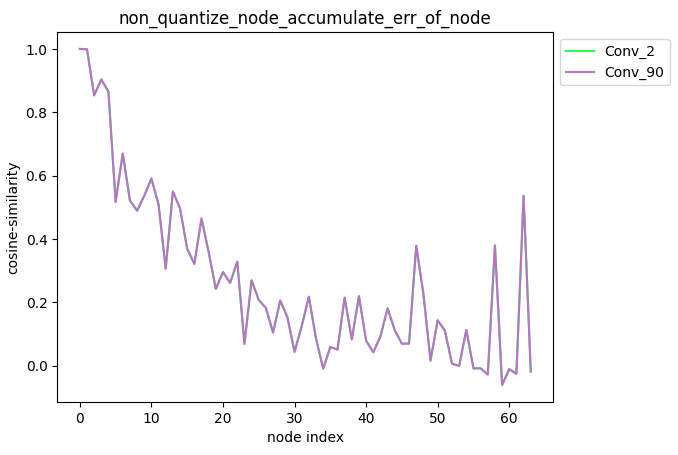 non_quantize_node_accumulate_err_of_node
Conv_2
Conv_90
cosine-similarity
1.0
0.8
0.6
0.4
0.2
0.0
0 10 20 30 40 50 60
node index